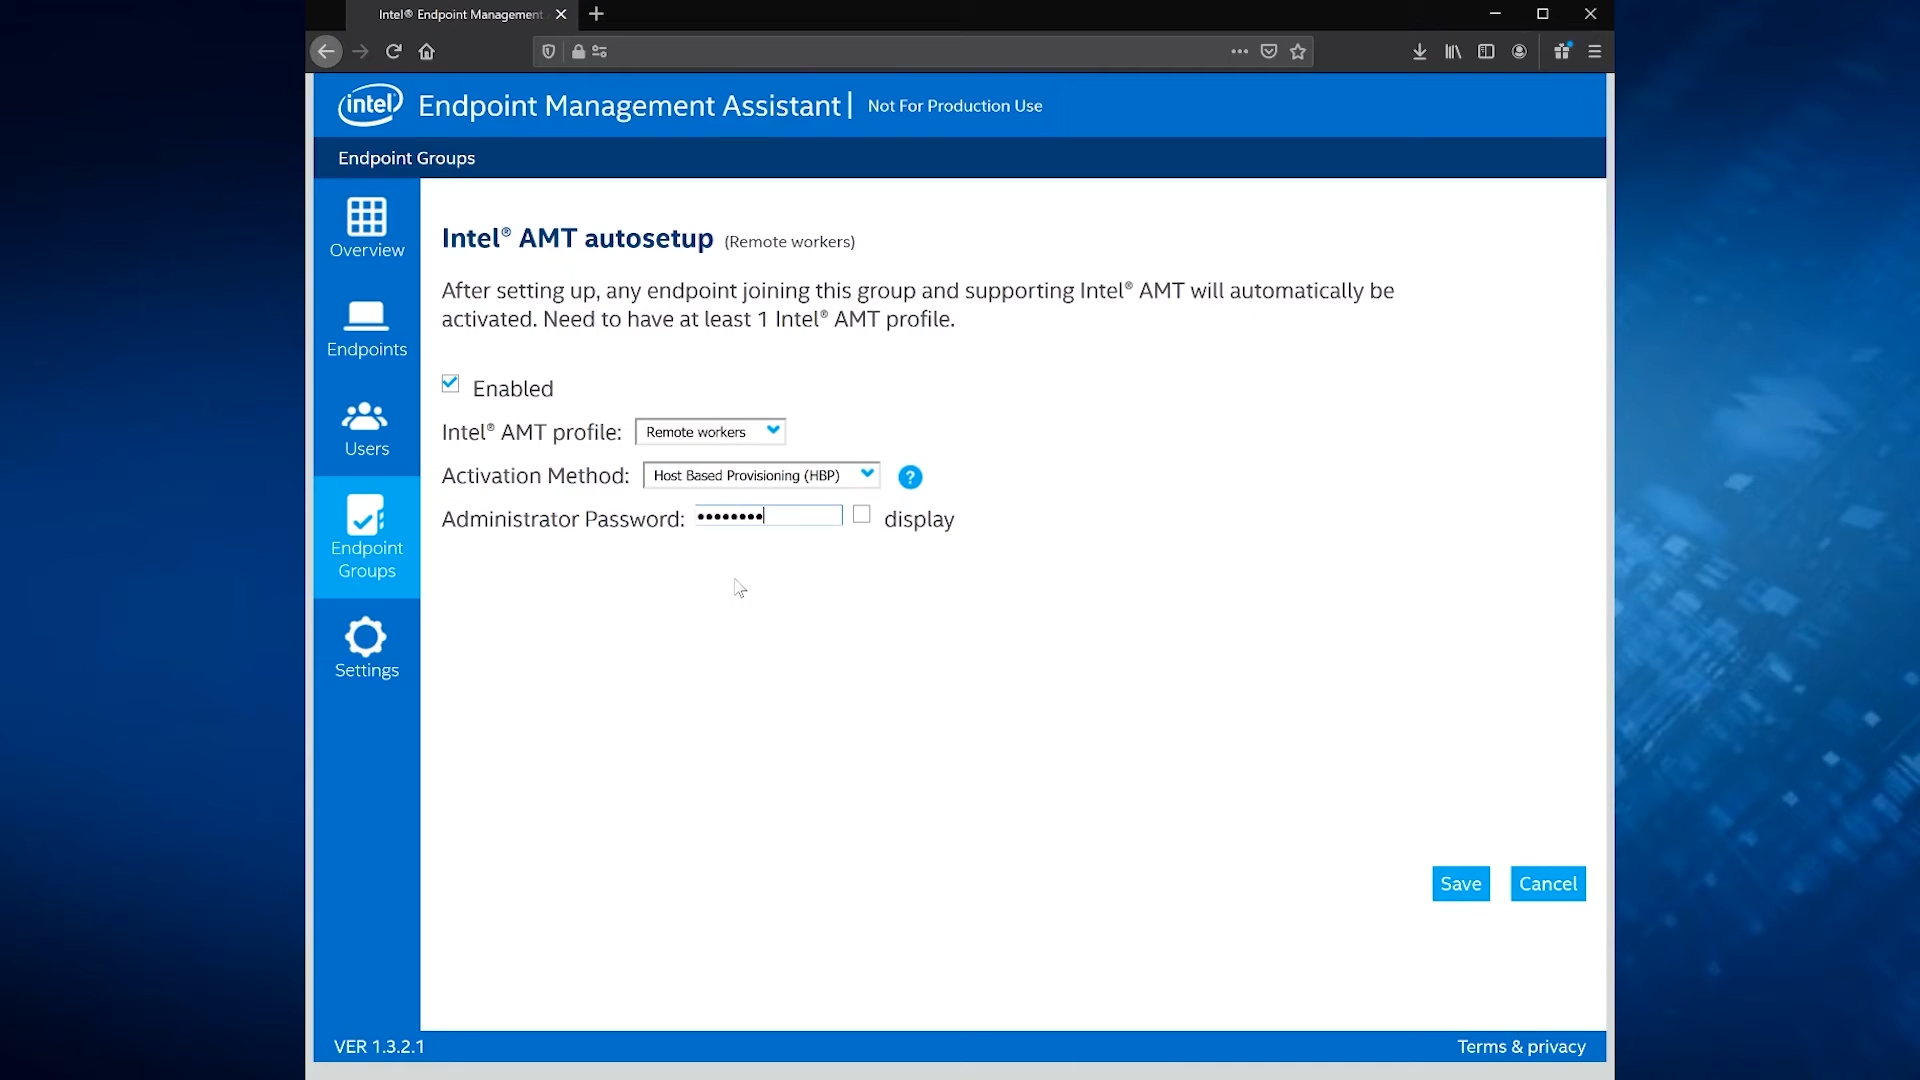 Intel® Endpoint Management
intel
Endpoint Management Assistant | Not For Production Use
Endpoint Groups
Overview
Endpoints
Users
Endpoint
Groups
Settings
Intel® AMT autosetup (Remote workers)
After setting up, any endpoint joining this group and supporting Intel® AMT will automatically be
activated. Need to have at least 1 Intel® AMT profile.
Enabled
Intel® AMT profile: Remote workers
Activation Method: Host Based Provisioning (HBP) ?
Administrator Password: •••••••• display
Save Cancel
VER 1.3.2.1
Terms & privacy